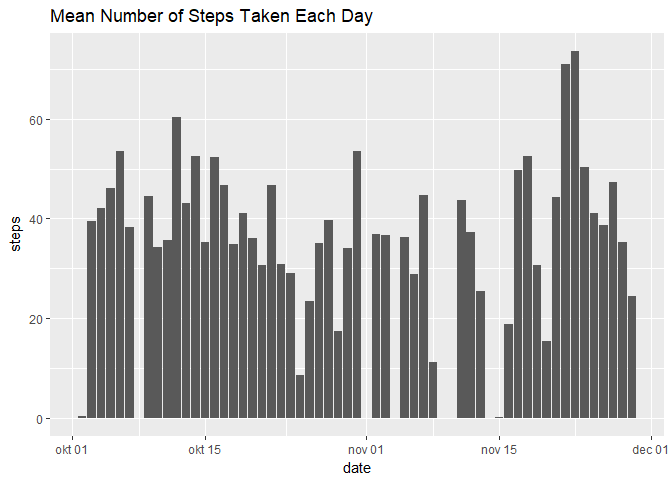 Mean Number of Steps Taken Each Day
steps
60
40
20
0
okt 01
okt 15
nov 01
nov 15
dec 01
date